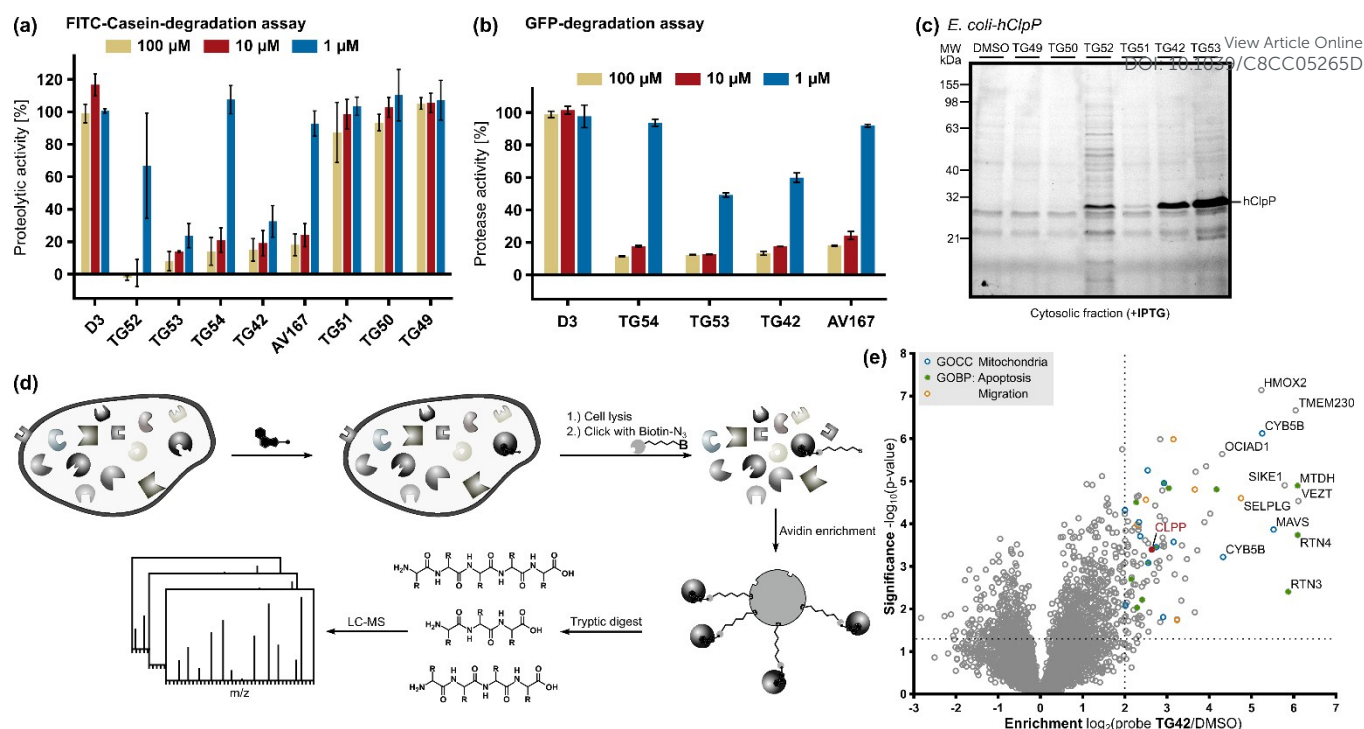 (a) FITC-Casein-degradation assay
100 µM 10 µM 1 µM
Proteolytic activity [%]
120
100
80
60
40
20
0
D3 TG52 TG53 TG54 TG42 AV167 TG51 TG50 TG49
(b) GFP-degradation assay
100 µM 10 µM 1 µM
Protease activity [%]
120
100
80
60
40
20
0
D3 TG54 TG53 TG42 AV167
(c) E. coli-hClpP
View Article Online
DOI: 10.1039/C8CC05265D
MW
kDa
DMSO TG49 TG50 TG52 TG51 TG42 TG53
155
98
63
40
32
21
hClpP
Cytosolic fraction (+IPTG)
(d)
1.) Cell lysis
2.) Click with Biotin-N3
B
Avidin enrichment
Tryptic digest
LC-MS
m/z
(e)
GOCC Mitochondria
GOBP: Apoptosis
Migration
Significance -log10(p-value)
8
7
6
5
4
3
2
1
0
HMOX2
TMEM230
CYB5B
OCIAD1
SIKE1
MTDH
VEZT
SELPLG
MAVS
CLPP
RTN4
CYB5B
RTN3
-3 -2 -1 0 1 2 3 4 5 6 7
Enrichment log2(probe TG42/DMSO)